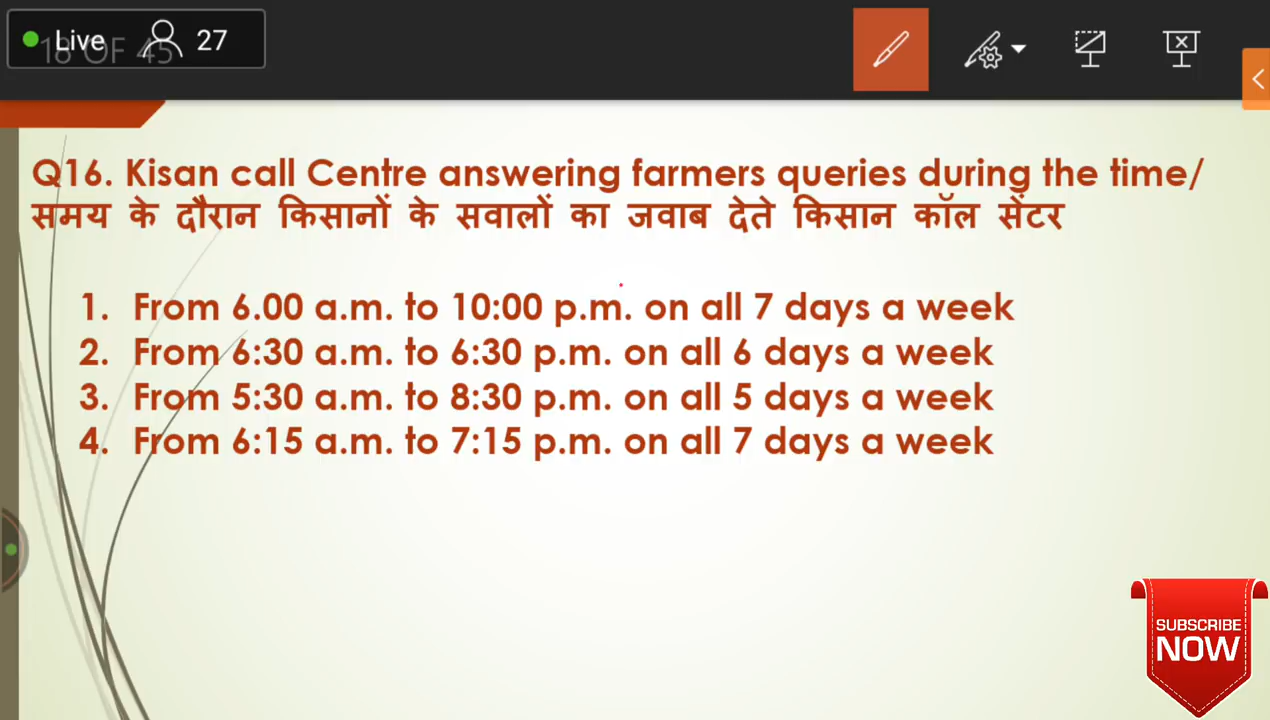 Live 27
18 OF 45
Q16. Kisan call Centre answering farmers queries during the time/
समय के दौरान किसानों के सवालों का जवाब देते किसान कॉल सेंटर
1. From 6.00 a.m. to 10:00 p.m. on all 7 days a week
2. From 6:30 a.m. to 6:30 p.m. on all 6 days a week
3. From 5:30 a.m. to 8:30 p.m. on all 5 days a week
4. From 6:15 a.m. to 7:15 p.m. on all 7 days a week
SUBSCRIBE
NOW